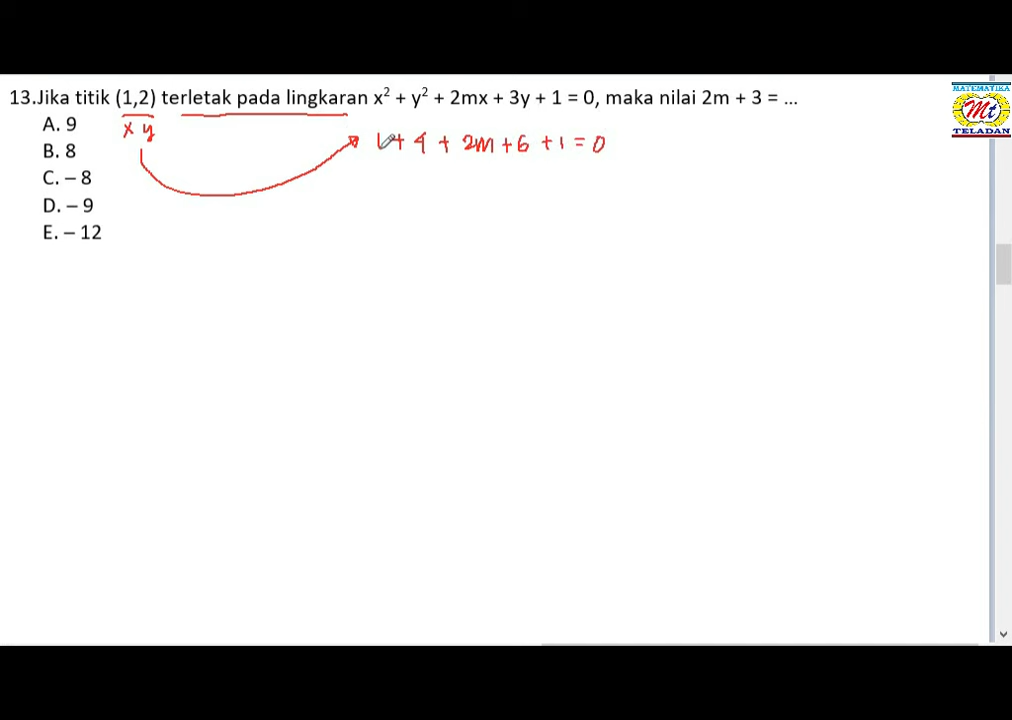 13.Jika titik (1,2) terletak pada lingkaran x² + y² + 2mx + 3y + 1 = 0, maka nilai 2m + 3 = ...
A. 9
x y
1 + 4 + 2m + 6 + 1 = 0
B. 8
C. – 8
D. – 9
E. – 12
MATEMATIKA
Mt
TELADAN